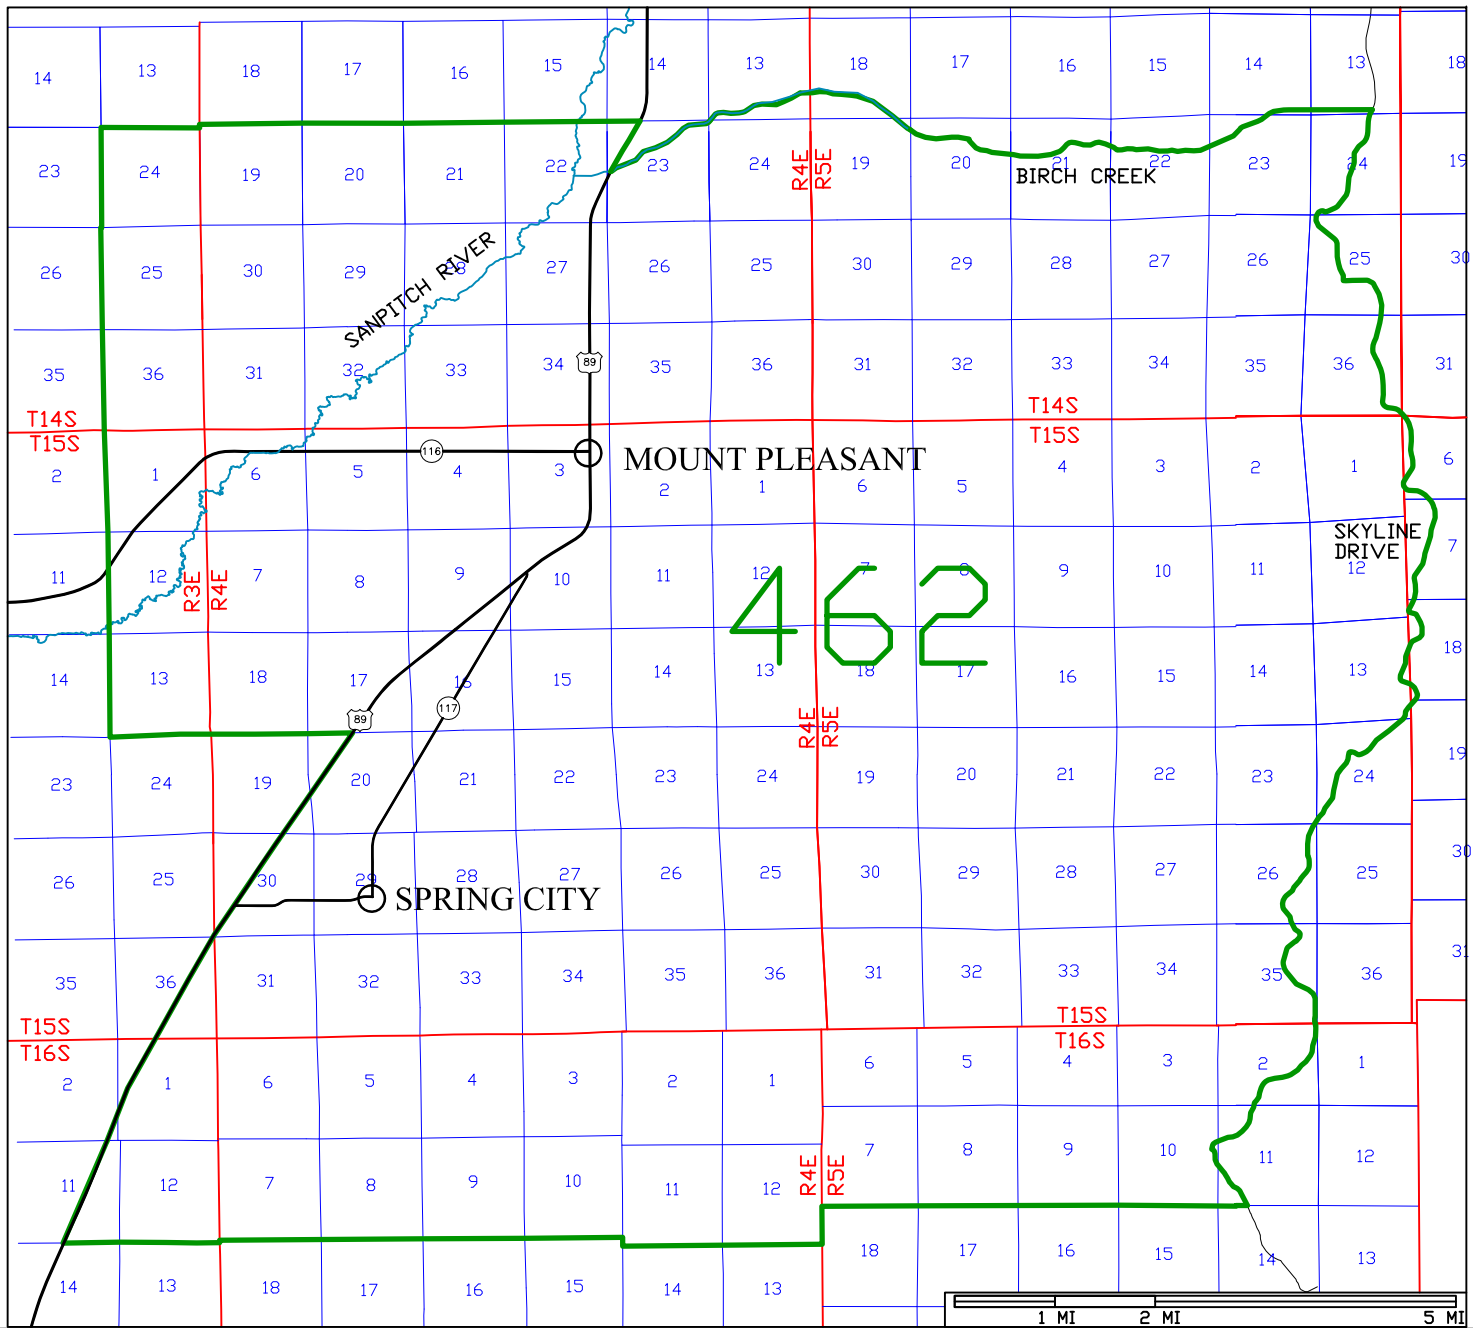 14 13 18 17 16 15 14 13 18 17 16 15 14 13 18
23 24 19 20 21 22 23 24 R4E R5E 19 20 21 22 23 24 19
BIRCH CREEK
26 25 30 29 28 27 26 25 30 29 28 27 26 25 30
SANPITCH RIVER
35 36 31 32 33 34 89 35 36 31 32 33 34 35 36 31
T14S T14S
T15S T15S
2 1 6 5 116 4 3 2 1 6 5 4 3 2 1 6
MOUNT PLEASANT
SKYLINE
DRIVE
11 12 R3E R4E 7 8 9 10 11 12 7 8 9 10 11 12 7
462
14 13 18 17 16 15 14 13 18 17 16 15 14 13 18
89 117 R4E R5E
23 24 19 20 21 22 23 24 19 20 21 22 23 24 19
26 25 30 29 28 27 26 25 30 29 28 27 26 25 30
SPRING CITY
35 36 31 32 33 34 35 36 31 32 33 34 35 36 31
T15S T15S
T16S T16S
2 1 6 5 4 3 2 1 6 5 4 3 2 1
11 12 7 8 9 10 11 12 R4E R5E 7 8 9 10 11 12
14 13 18 17 16 15 14 13 18 17 16 15 14 13
1 MI 2 MI 5 MI